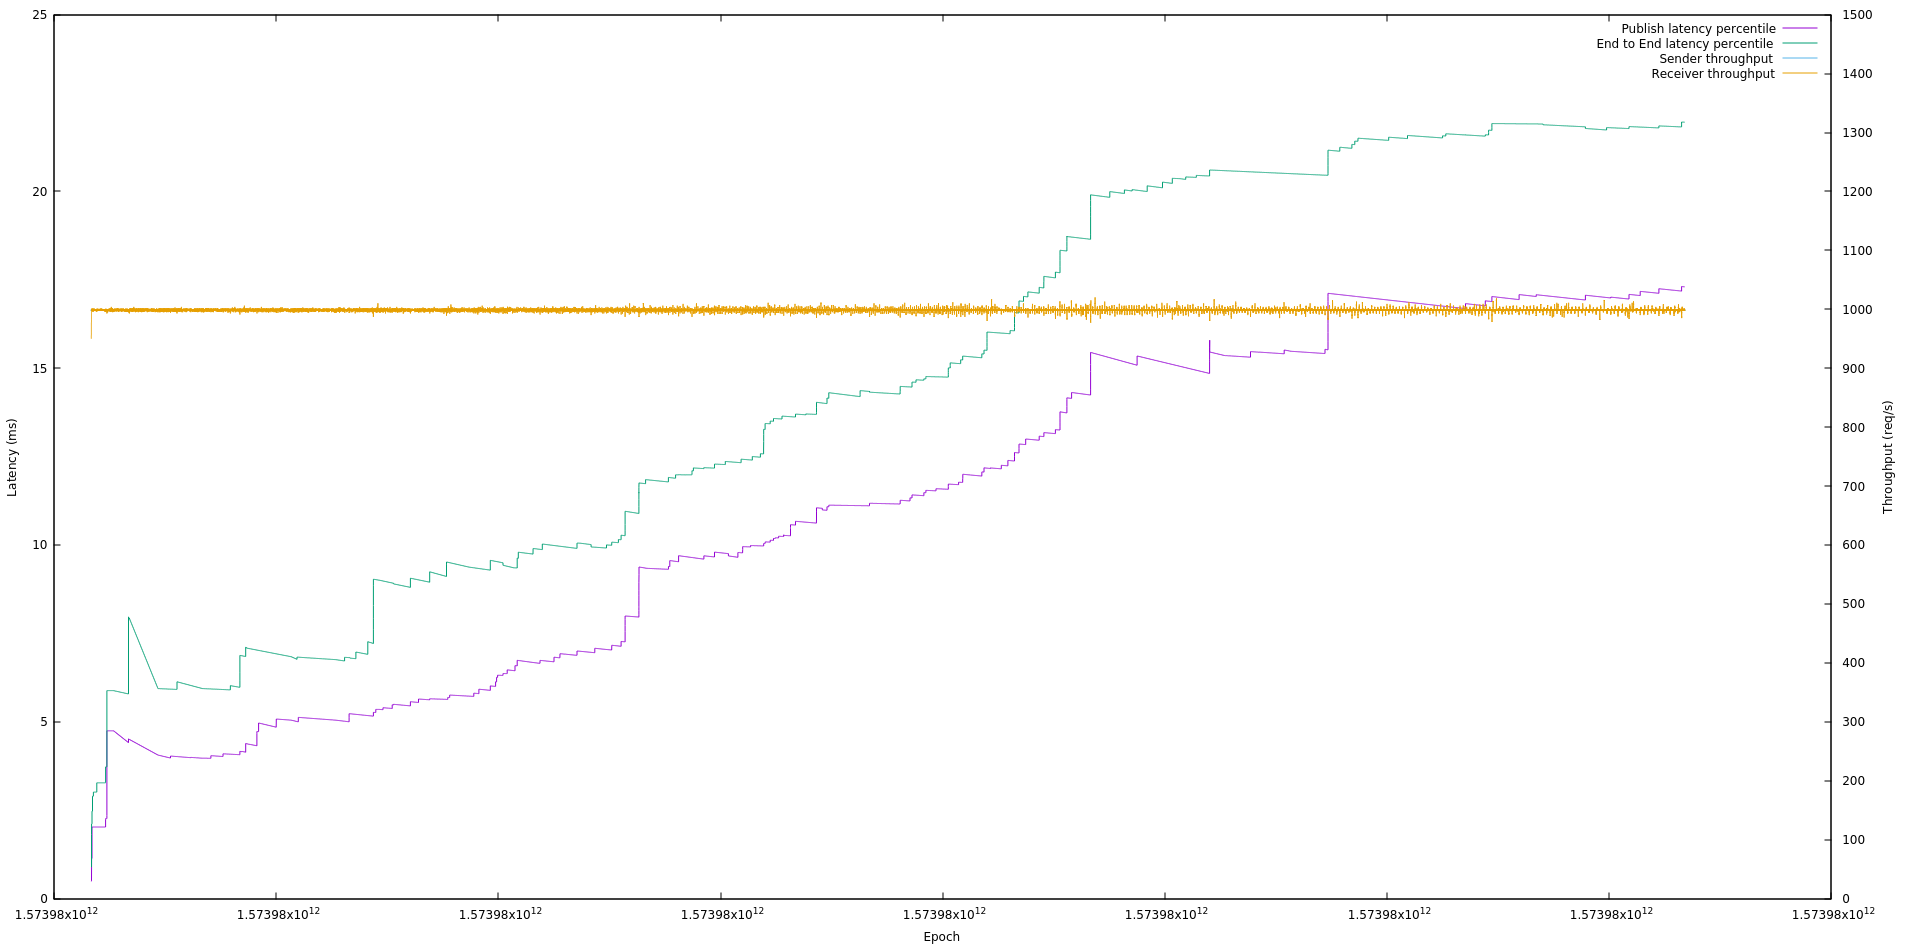 25
20
15
10
5
0
Latency (ms)
1500
1400
1300
1200
1100
1000
900
800
700
600
500
400
300
200
100
0
Throughput (req/s)
Publish latency percentile
End to End latency percentile
Sender throughput
Receiver throughput
1.57398x10¹² 1.57398x10¹² 1.57398x10¹² 1.57398x10¹² 1.57398x10¹² 1.57398x10¹² 1.57398x10¹² 1.57398x10¹² 1.57398x10¹²
Epoch